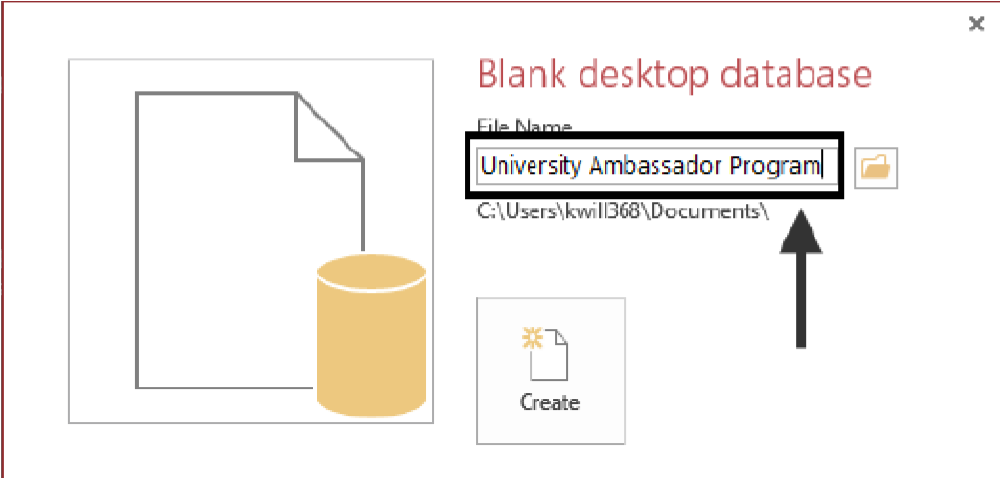 Blank desktop database
File Name
University Ambassador Program
C:\Users\kwill368\Documents\
Create